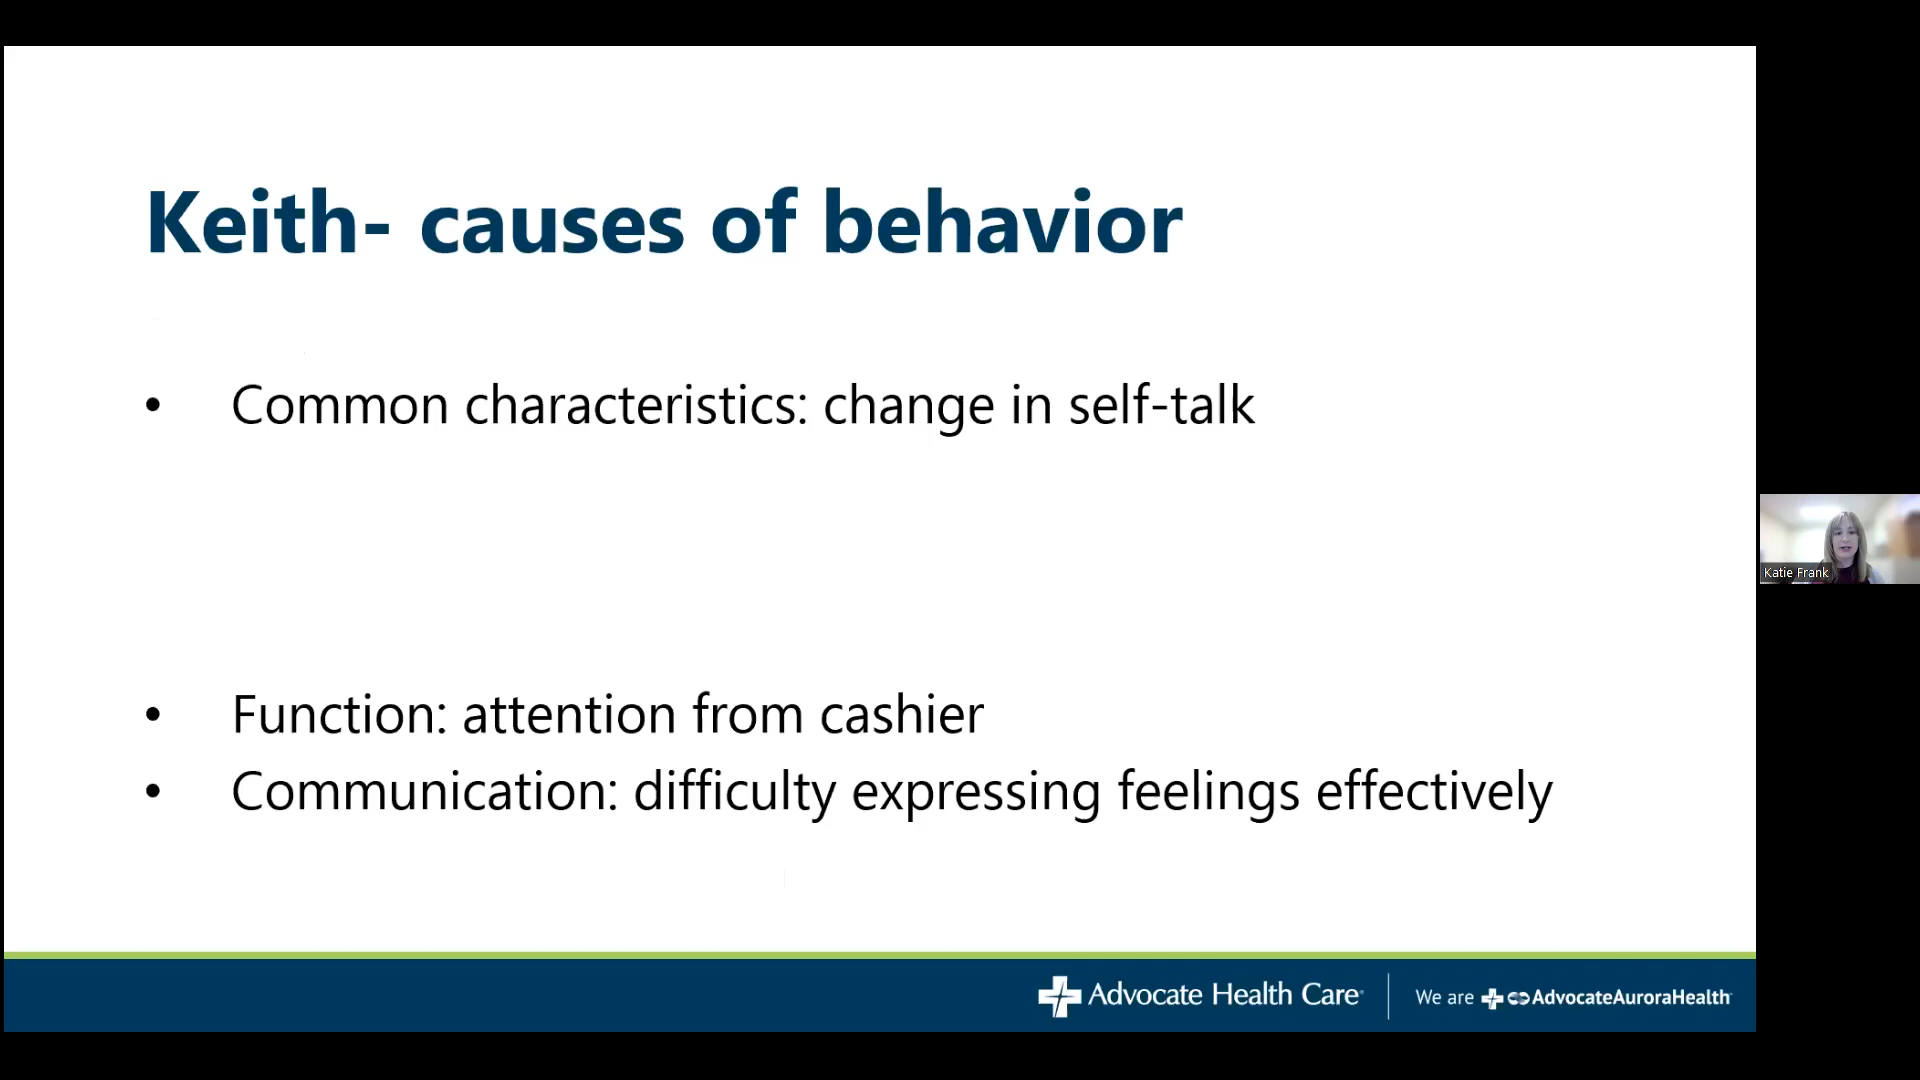 Keith- causes of behavior
• Common characteristics: change in self-talk
• Function: attention from cashier
• Communication: difficulty expressing feelings effectively
Katie Frank
Advocate Health Care
We are AdvocateAuroraHealth